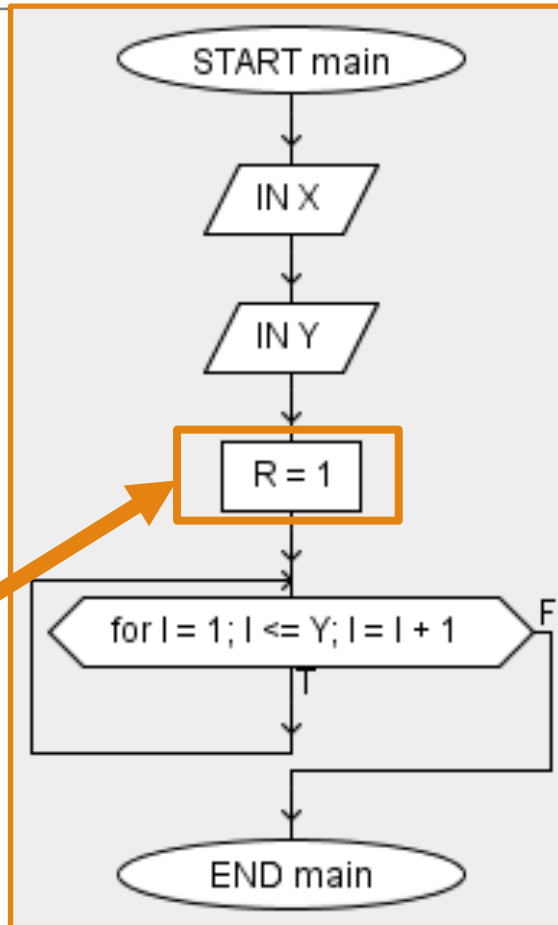 START main
IN X
IN Y
R = 1
for I = 1; I <= Y; I = I + 1
F
T
END main